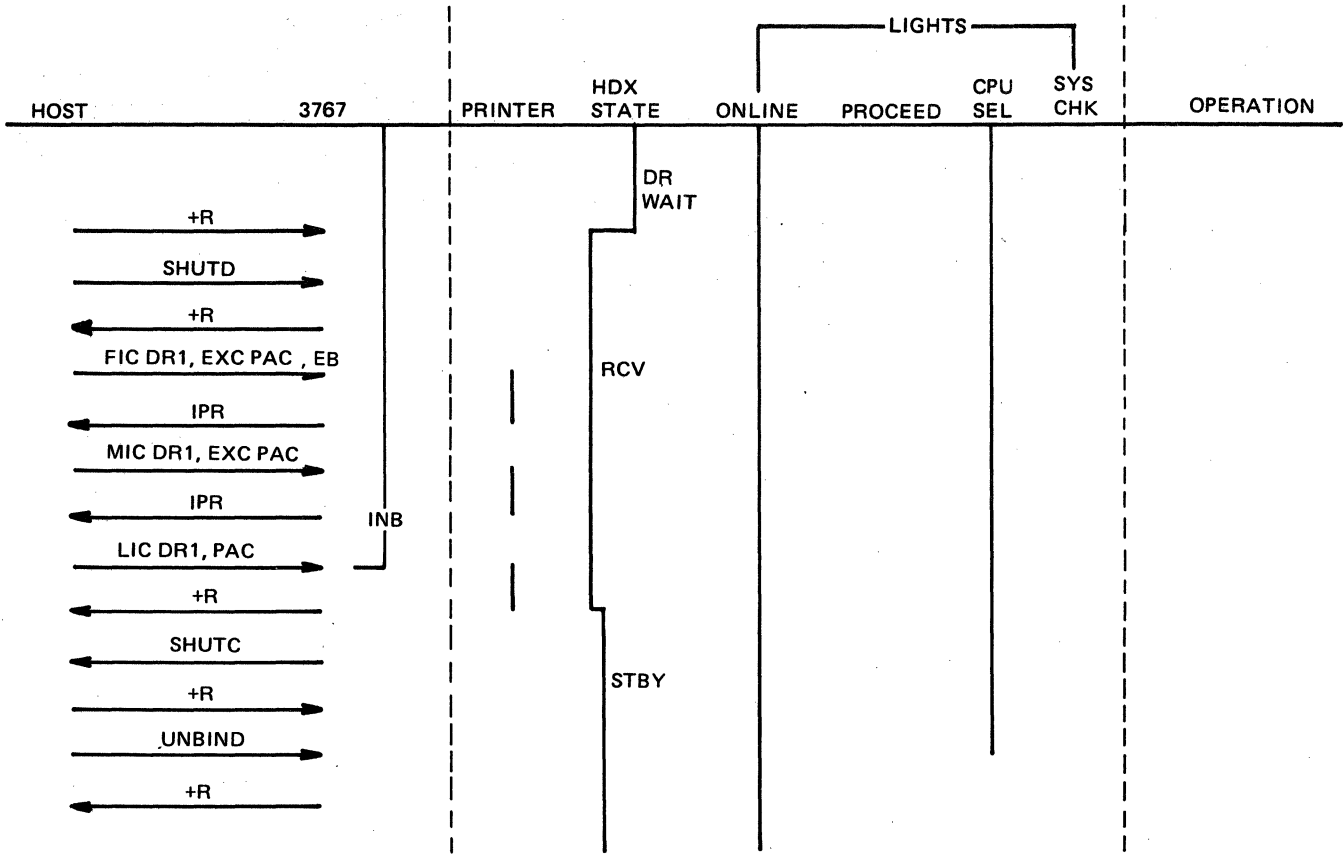 LIGHTS
HOST 3767 PRINTER HDX STATE ONLINE PROCEED CPU SEL SYS CHK OPERATION
DR WAIT
+R
SHUTD
+R
FIC DR1, EXC PAC , EB
RCV
IPR
MIC DR1, EXC PAC
IPR
INB
LIC DR1, PAC
+R
SHUTC
STBY
+R
UNBIND
+R